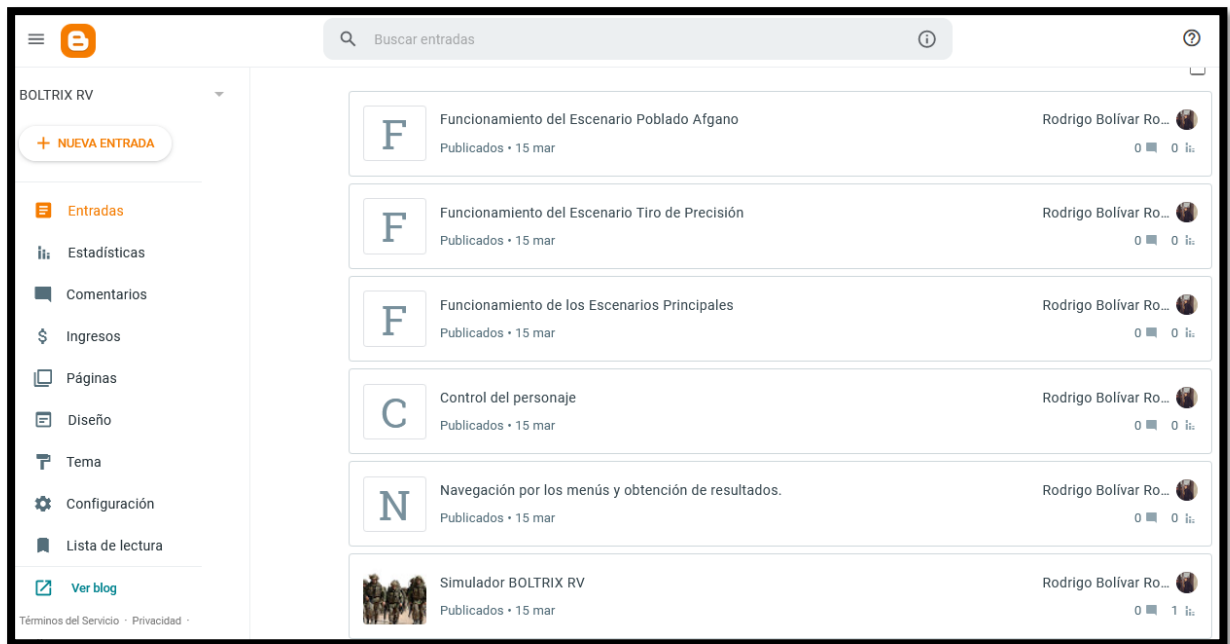 Buscar entradas
BOLTRIX RV
NUEVA ENTRADA
Entradas
Estadísticas
Comentarios
Ingresos
Páginas
Diseño
Tema
Configuración
Lista de lectura
Ver blog
Términos del Servicio · Privacidad ·
F
Funcionamiento del Escenario Poblado Afgano
Rodrigo Bolívar Ro...
Publicados • 15 mar
0 0
F
Funcionamiento del Escenario Tiro de Precisión
Rodrigo Bolívar Ro...
Publicados • 15 mar
0 0
F
Funcionamiento de los Escenarios Principales
Rodrigo Bolívar Ro...
Publicados • 15 mar
0 0
C
Control del personaje
Rodrigo Bolívar Ro...
Publicados • 15 mar
0 0
N
Navegación por los menús y obtención de resultados.
Rodrigo Bolívar Ro...
Publicados • 15 mar
0 0
Simulador BOLTRIX RV
Rodrigo Bolívar Ro...
Publicados • 15 mar
0 1